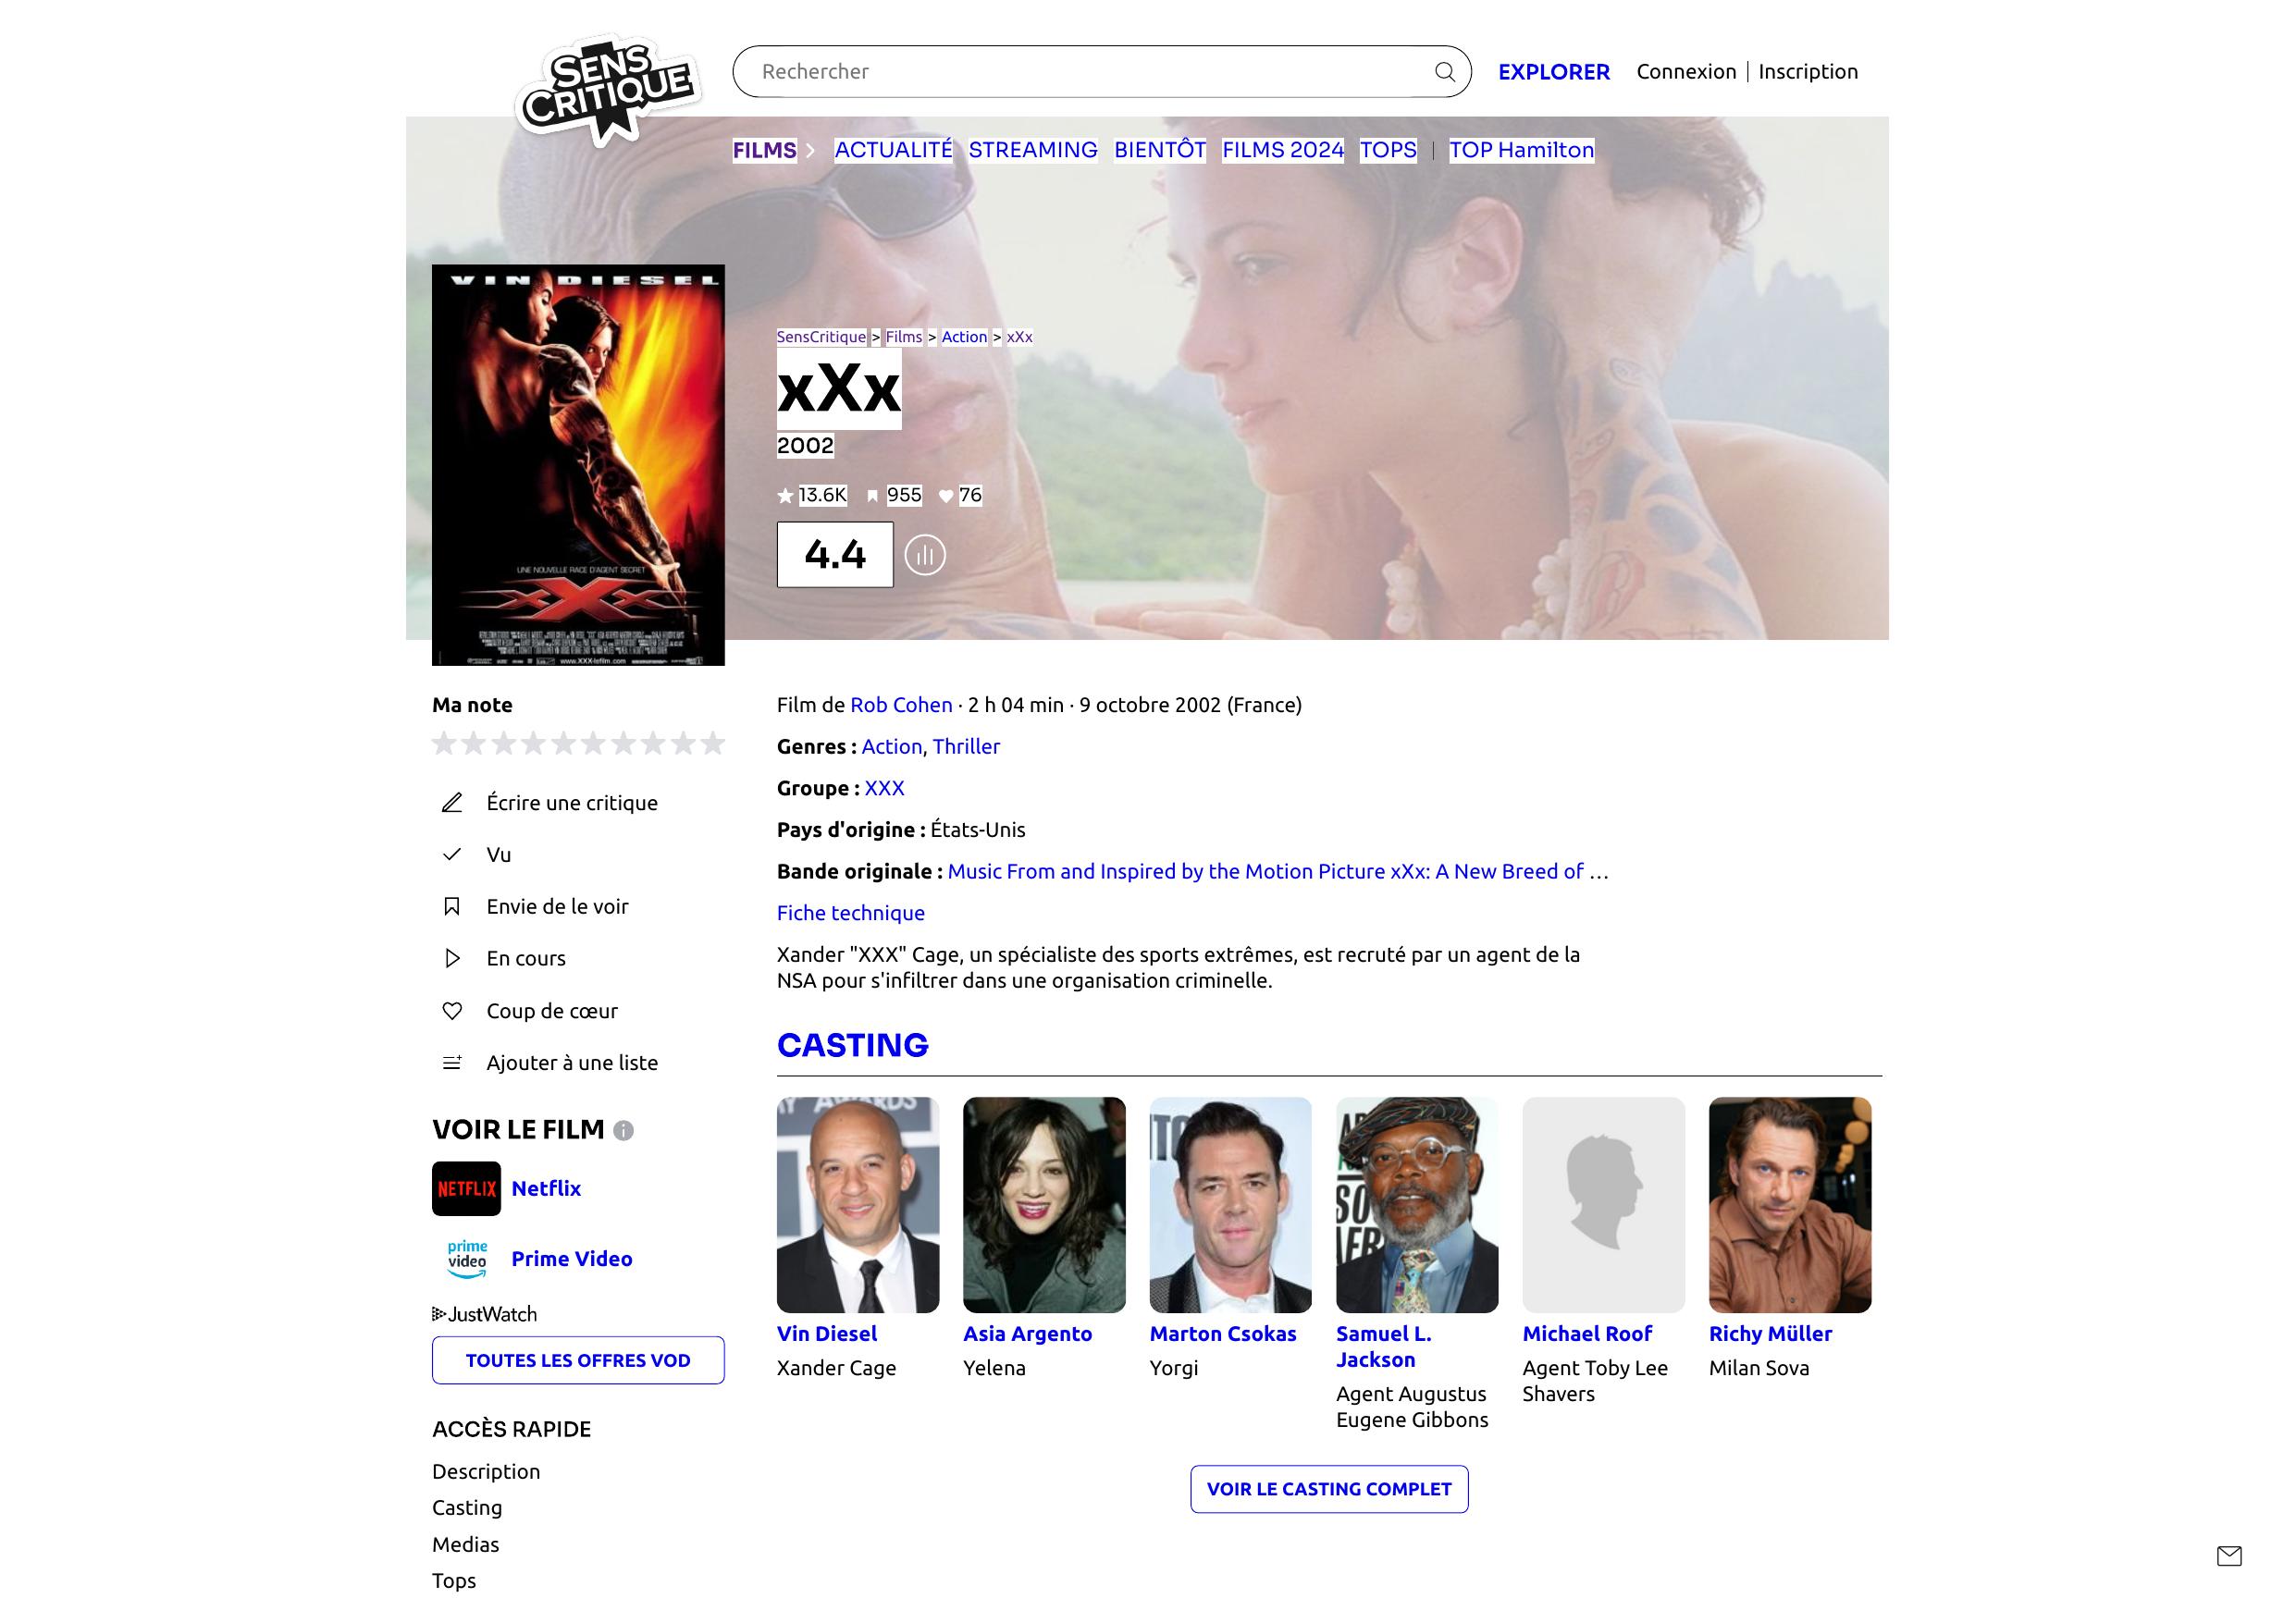 SENS
CRITIQUE
Rechercher
EXPLORER
Connexion | Inscription
FILMS
ACTUALITÉ
STREAMING
BIENTÔT
FILMS 2024
TOPS
|
TOP Hamilton
VIN DIESEL
UNE NOUVELLE RACE D'AGENT SECRET
xXx
www.XXX-lefilm.com
SensCritique > Films > Action > xXx
xXx
2002
13.6K
955
76
4.4
Ma note
Écrire une critique
Vu
Envie de le voir
En cours
Coup de cœur
Ajouter à une liste
VOIR LE FILM
NETFLIX
Netflix
prime
video
Prime Video
JustWatch
TOUTES LES OFFRES VOD
ACCÈS RAPIDE
Description
Casting
Medias
Tops
Film de Rob Cohen · 2 h 04 min · 9 octobre 2002 (France)
Genres : Action, Thriller
Groupe : XXX
Pays d'origine : États-Unis
Bande originale : Music From and Inspired by the Motion Picture xXx: A New Breed of …
Fiche technique
Xander "XXX" Cage, un spécialiste des sports extrêmes, est recruté par un agent de la
NSA pour s'infiltrer dans une organisation criminelle.
CASTING
Vin Diesel
Xander Cage
Asia Argento
Yelena
Marton Csokas
Yorgi
Samuel L.
Jackson
Agent Augustus
Eugene Gibbons
Michael Roof
Agent Toby Lee
Shavers
Richy Müller
Milan Sova
VOIR LE CASTING COMPLET